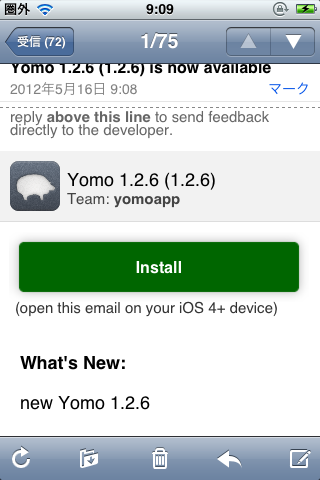 圏外 9:09
受信 (72) 1/75
Yomo 1.2.6 (1.2.6) is now available
2012年5月16日 9:08 マーク
reply above this line to send feedback
directly to the developer.
Yomo 1.2.6 (1.2.6)
Team: yomoapp
Install
(open this email on your iOS 4+ device)
What's New:
new Yomo 1.2.6